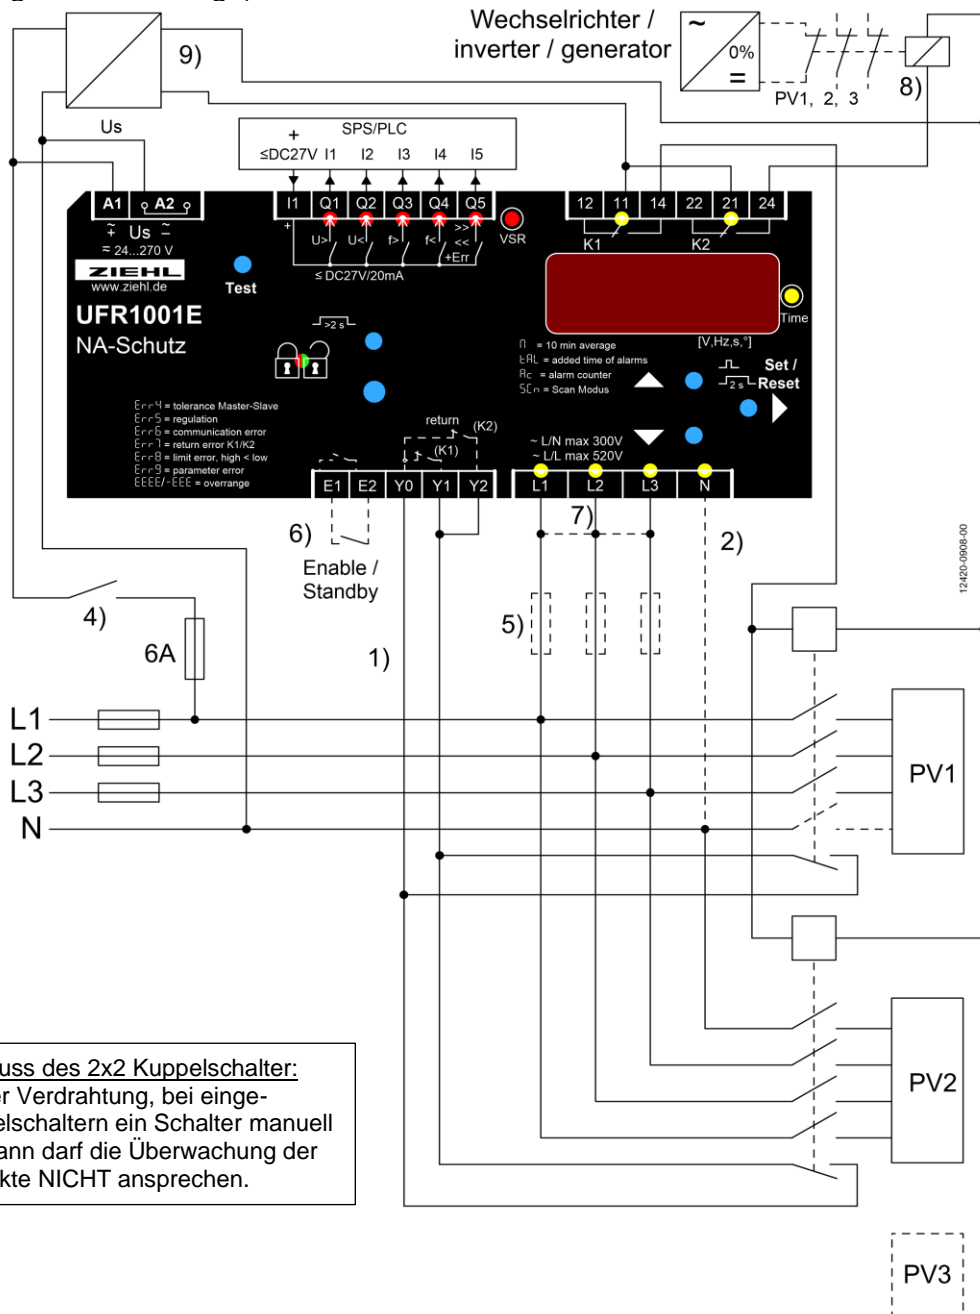 Wechselrichter /
inverter / generator
~
0%
=
PV1, 2, 3
8)
9)
Us
SPS/PLC
+
≤DC27V I1 I2 I3 I4 I5
A1 A2
I1 Q1 Q2 Q3 Q4 Q5
12 11 14 22 21 24
Us
≂ 24...270 V
+
U> U< f> f< >>
<<
+Err
≤ DC27V/20mA
VSR
K1 K2
ZIEHL
www.ziehl.de
Test
UFR1001E
NA-Schutz
>2 s
Time
[V,Hz,s,°]
= 10 min average
tAL = added time of alarms
Ac = alarm counter
SCn = Scan Modus
Set /
Reset
2 s
Err4 = tolerance Master-Slave
Err5 = regulation
Err6 = communication error
Err7 = return error K1/K2
Err8 = limit error, high < low
Err9 = parameter error
EEEE/-EEE = overrange
return
(K2)
(K1)
~ L/N max 300V
~ L/L max 520V
E1 E2 Y0 Y1 Y2
L1 L2 L3 N
6)
Enable /
Standby
7)
2)
12420-0908-00
4)
6A
1)
5)
L1
L2
L3
N
PV1
PV2
PV3
uss des 2x2 Kuppelschalter:
er Verdrahtung, bei einge-
elschaltern ein Schalter manuell
ann darf die Überwachung der
kte NICHT ansprechen.